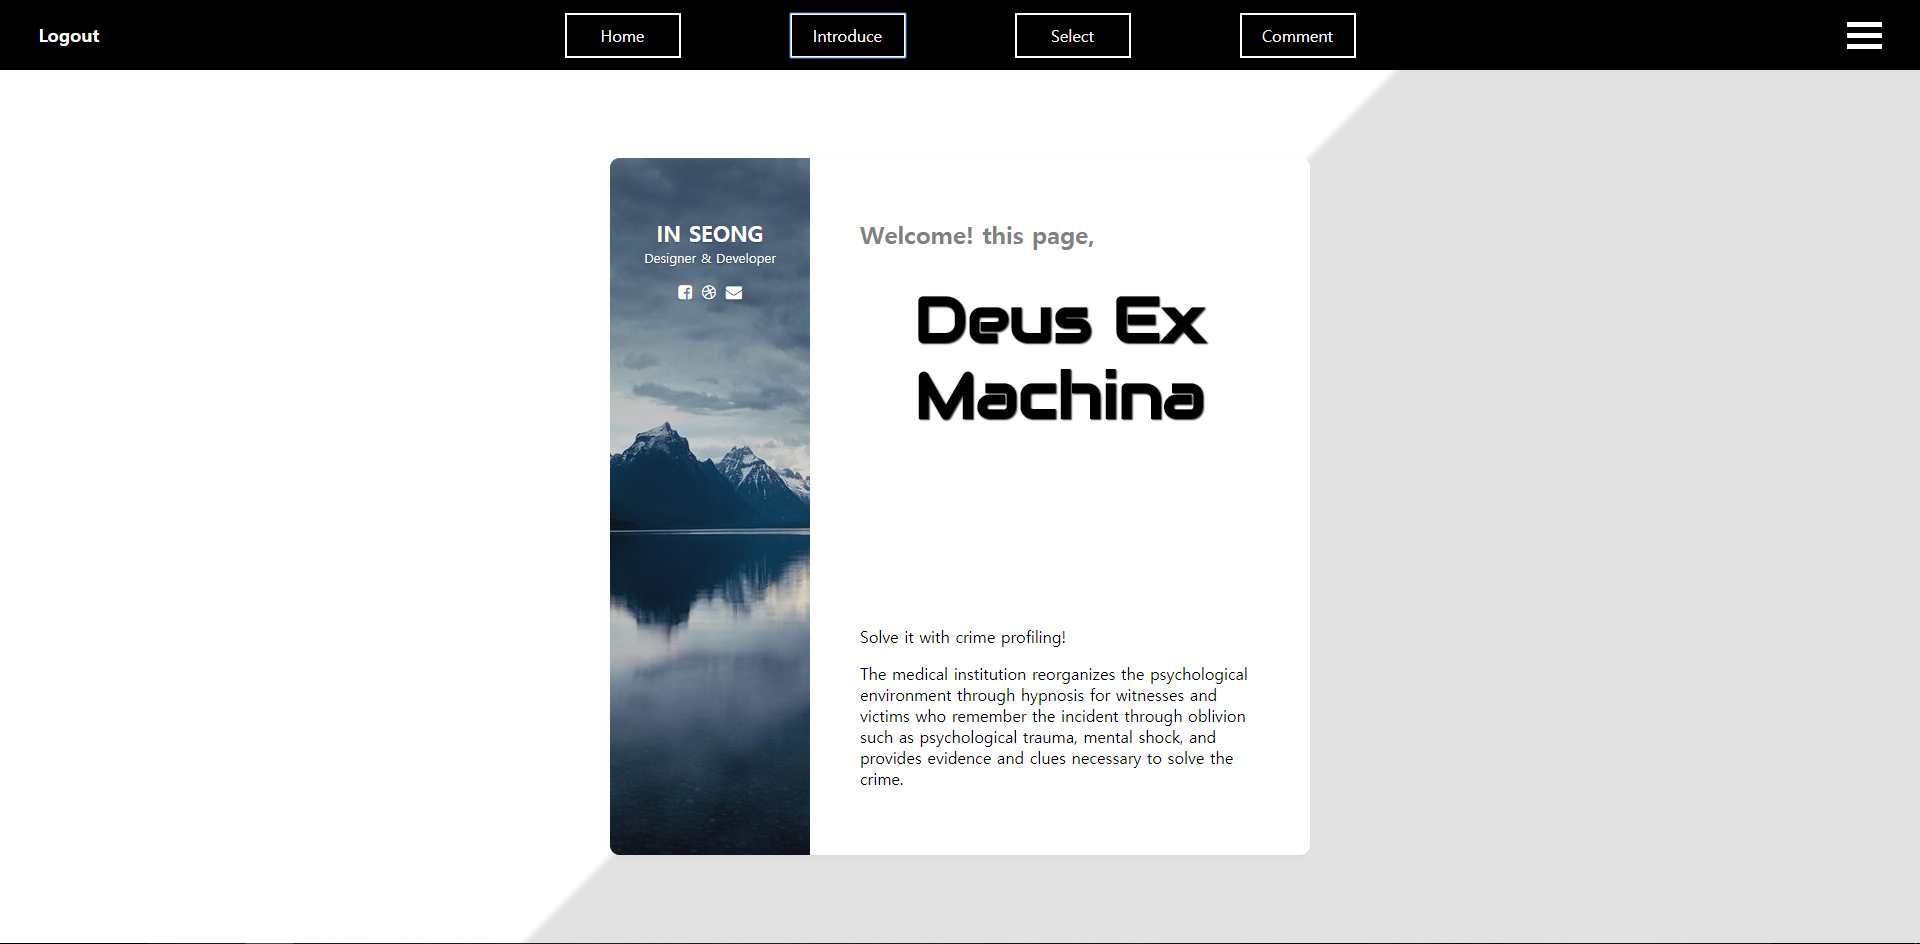 Logout
Home
Introduce
Select
Comment
IN SEONG
Designer & Developer
Welcome! this page,
Deus Ex
Machina
Solve it with crime profiling!
The medical institution reorganizes the psychological
environment through hypnosis for witnesses and
victims who remember the incident through oblivion
such as psychological trauma, mental shock, and
provides evidence and clues necessary to solve the
crime.